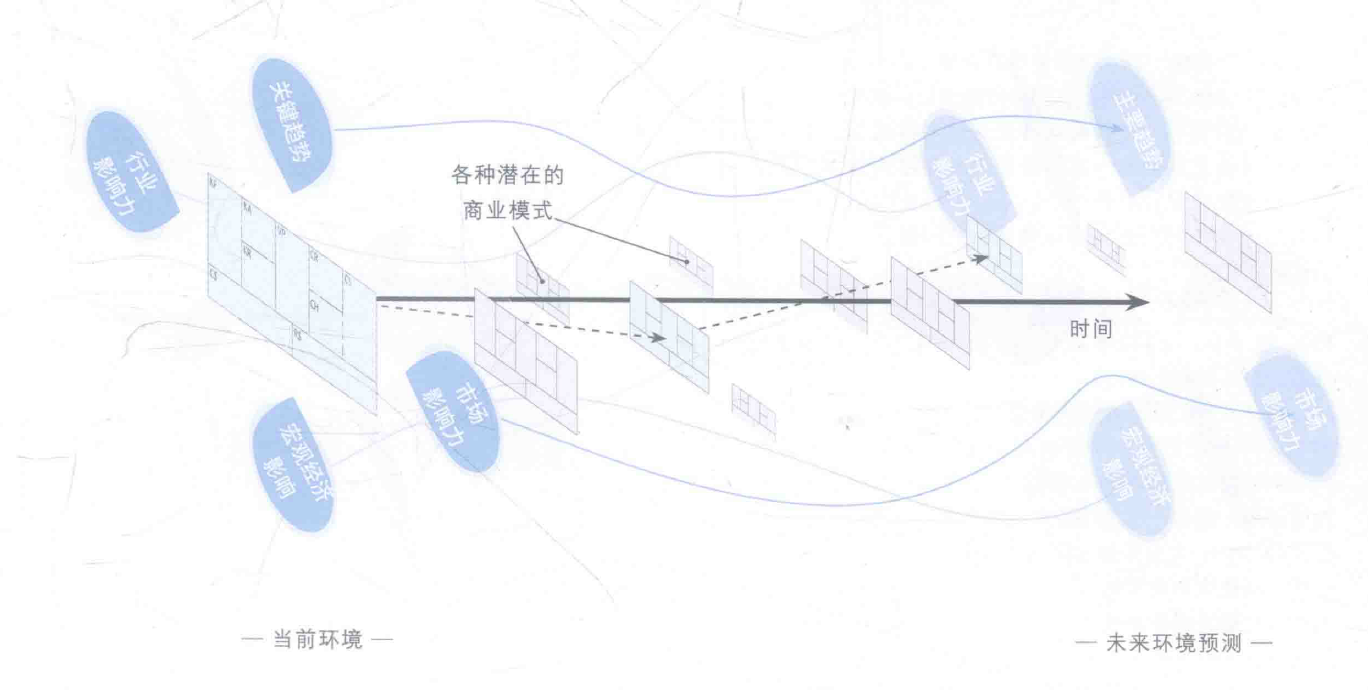 关键趋势
行业
影响力
各种潜在的
商业模式
KA
VP
KR
CR
CS
CH
C$
R$
市场
影响力
宏观经济
影响
主要趋势
行业
影响力
时间
市场
影响力
宏观经济
影响
— 当前环境 —
— 未来环境预测 —